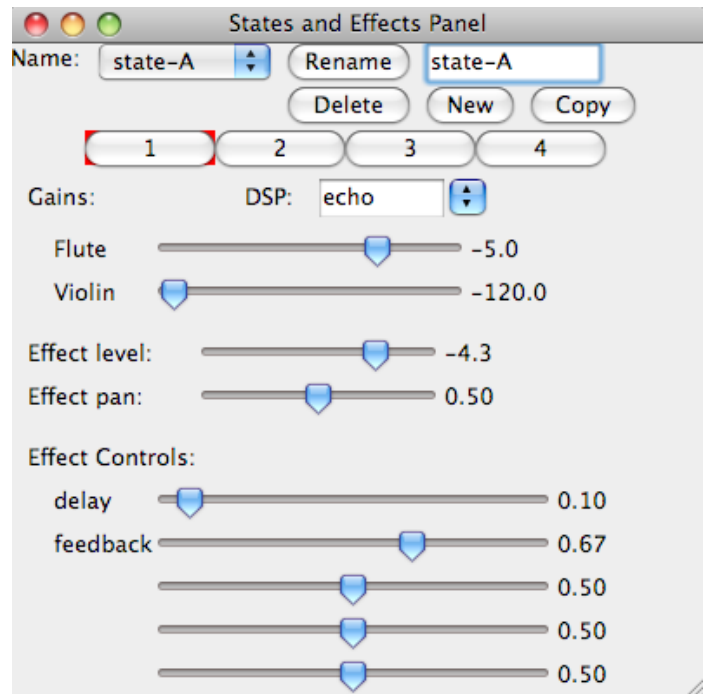 States and Effects Panel
Name: state-A Rename state-A
Delete New Copy
1 2 3 4
Gains: DSP: echo
Flute -5.0
Violin -120.0
Effect level: -4.3
Effect pan: 0.50
Effect Controls:
delay 0.10
feedback 0.67
0.50
0.50
0.50